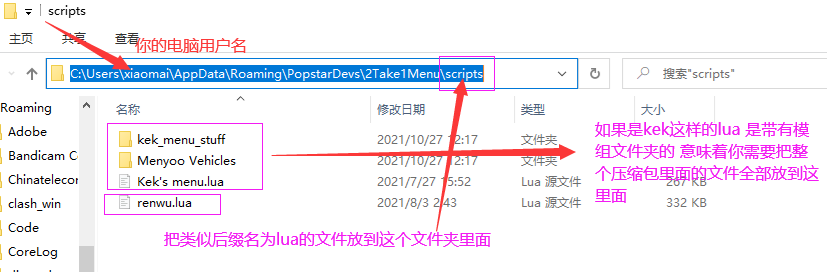 scripts
主页 共享 查看
你的电脑用户名
C:\Users\xiaomai\AppData\Roaming\PopstarDevs\2Take1Menu\scripts
搜索"scripts"
Roaming
Adobe
Bandicam Co
Chinatelecor
clash_win
Code
CoreLog
名称 修改日期 类型 大小
kek_menu_stuff 2021/10/27 12:17 文件夹
Menyoo Vehicles 2021/10/27 12:17 文件夹
Kek's menu.lua 2021/7/27 15:52 Lua 源文件 267 KB
renwu.lua 2021/8/3 2:43 Lua 源文件 332 KB
如果是kek这样的lua 是带有模
组文件夹的 意味着你需要把整
个压缩包里面的文件全部放到这
里面
把类似后缀名为lua的文件放到这个文件夹里面